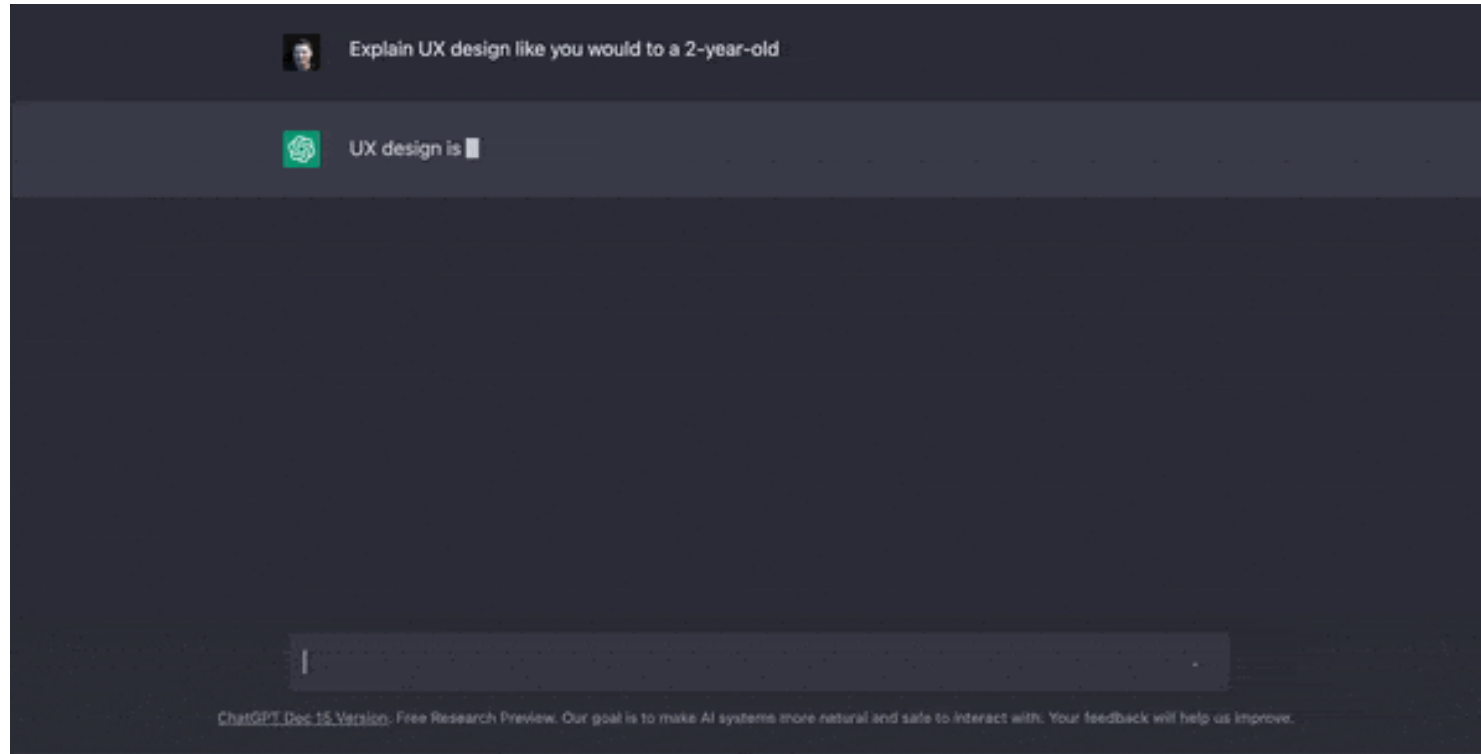 Explain UX design like you would to a 2-year-old
UX design is
ChatGPT Dec 15 Version. Free Research Preview. Our goal is to make AI systems more natural and safe to interact with. Your feedback will help us improve.